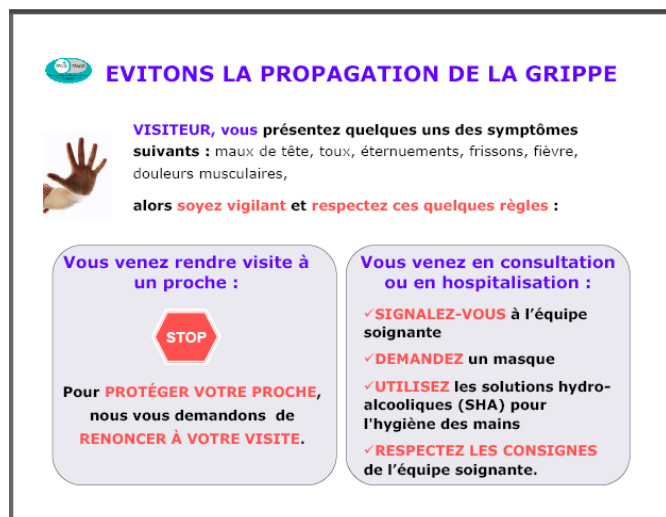 EVITONS LA PROPAGATION DE LA GRIPPE
VISITEUR, vous présentez quelques uns des symptômes
suivants : maux de tête, toux, éternuements, frissons, fièvre,
douleurs musculaires,
alors soyez vigilant et respectez ces quelques règles :
Vous venez rendre visite à
un proche :
STOP
Pour PROTÉGER VOTRE PROCHE,
nous vous demandons de
RENONCER À VOTRE VISITE.
Vous venez en consultation
ou en hospitalisation :
✓SIGNALEZ-VOUS à l’équipe
soignante
✓DEMANDEZ un masque
✓UTILISEZ les solutions hydro-
alcooliques (SHA) pour
l'hygiène des mains
✓RESPECTEZ LES CONSIGNES
de l’équipe soignante.